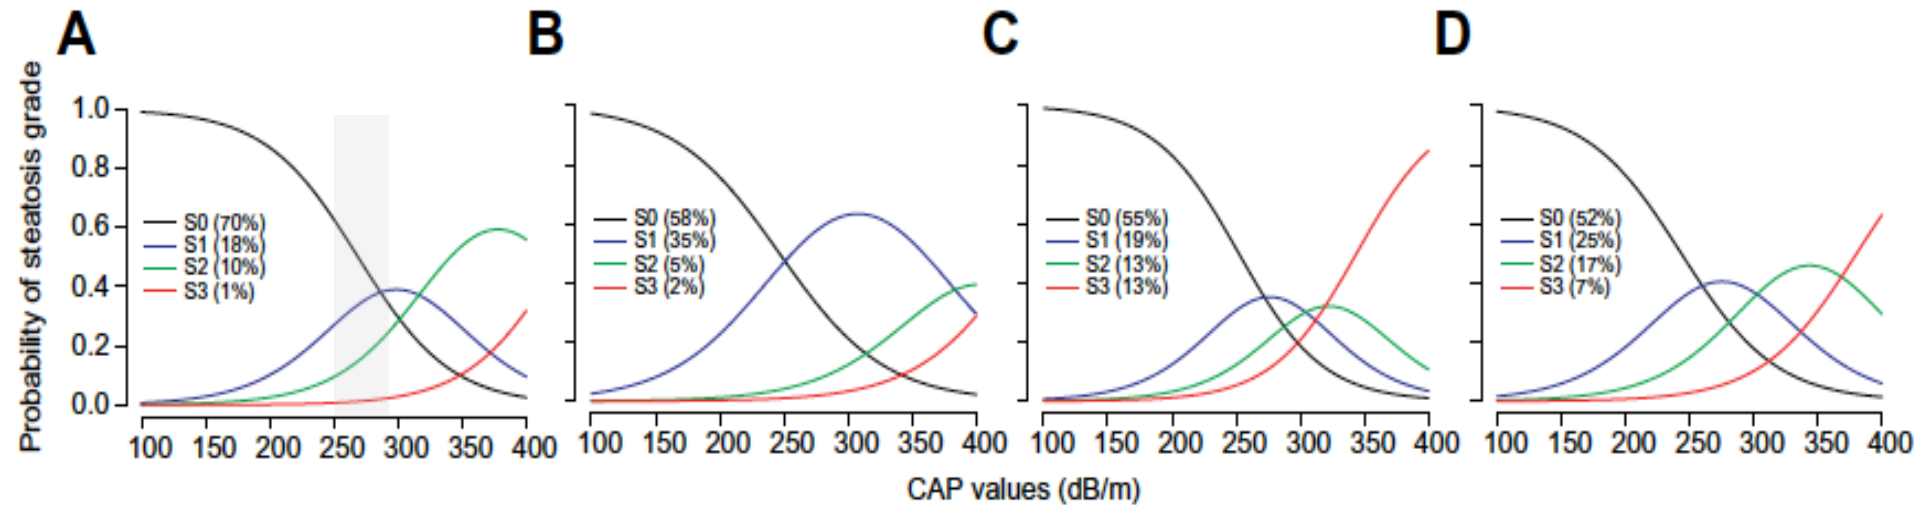 A
B
C
D
Probability of steatosis grade
1.0
0.8
0.6
0.4
0.2
0.0
S0 (70%)
S1 (18%)
S2 (10%)
S3 (1%)
S0 (58%)
S1 (35%)
S2 (5%)
S3 (2%)
S0 (55%)
S1 (19%)
S2 (13%)
S3 (13%)
S0 (52%)
S1 (25%)
S2 (17%)
S3 (7%)
100 150 200 250 300 350 400
100 150 200 250 300 350 400
100 150 200 250 300 350 400
100 150 200 250 300 350 400
CAP values (dB/m)